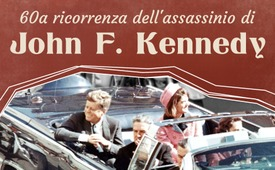 60a ricorrenza dell'assassinio di
John F. Kennedy